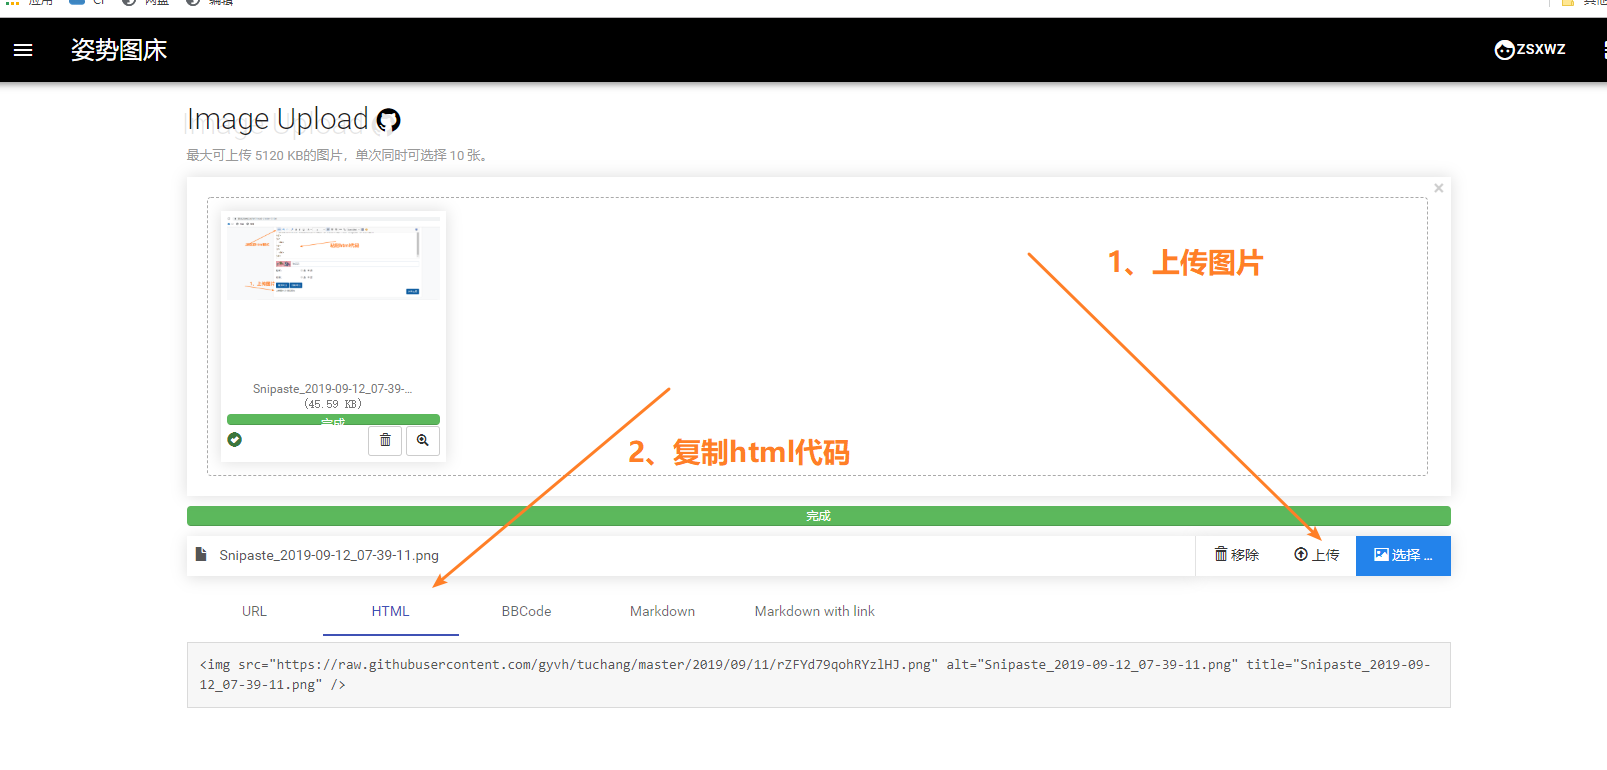 姿势图床
ZSXWZ
Image Upload
最大可上传 5120 KB的图片，单次同时可选择 10 张。
×
1、上传图片
Snipaste_2019-09-12_07-39-...
(45.59 KB)
完成
2、复制html代码
完成
Snipaste_2019-09-12_07-39-11.png
移除
上传
选择 ...
URL
HTML
BBCode
Markdown
Markdown with link
<img src="https://raw.githubusercontent.com/gyvh/tuchang/master/2019/09/11/rZFYd79qohRYzlHJ.png" alt="Snipaste_2019-09-12_07-39-11.png" title="Snipaste_2019-09-
12_07-39-11.png" />